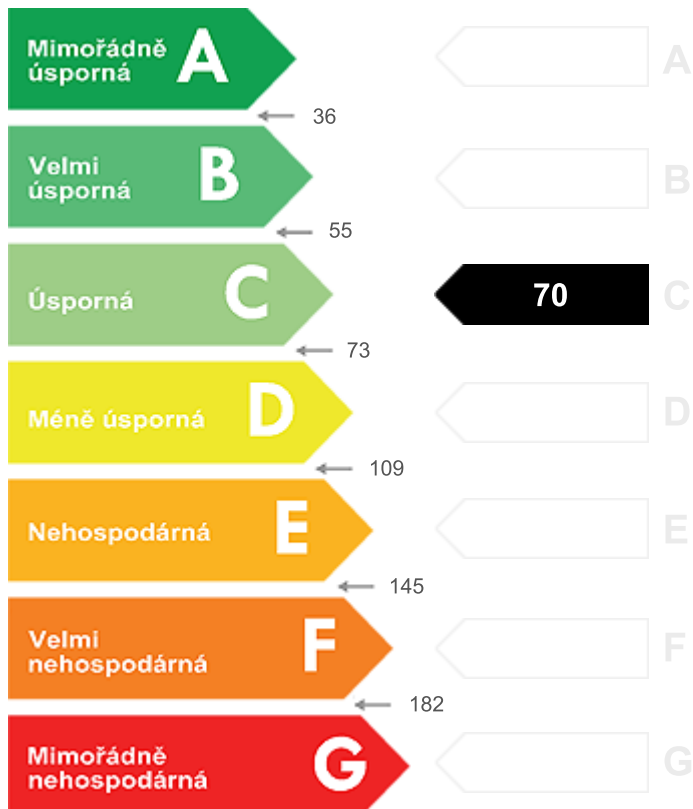 Mimořádně
úsporná
A
A
36
Velmi
úsporná
B
B
55
Úsporná
C
70
C
73
Méně úsporná
D
D
109
Nehospodárná
E
E
145
Velmi
nehospodárná
F
F
182
Mimořádně
nehospodárná
G
G